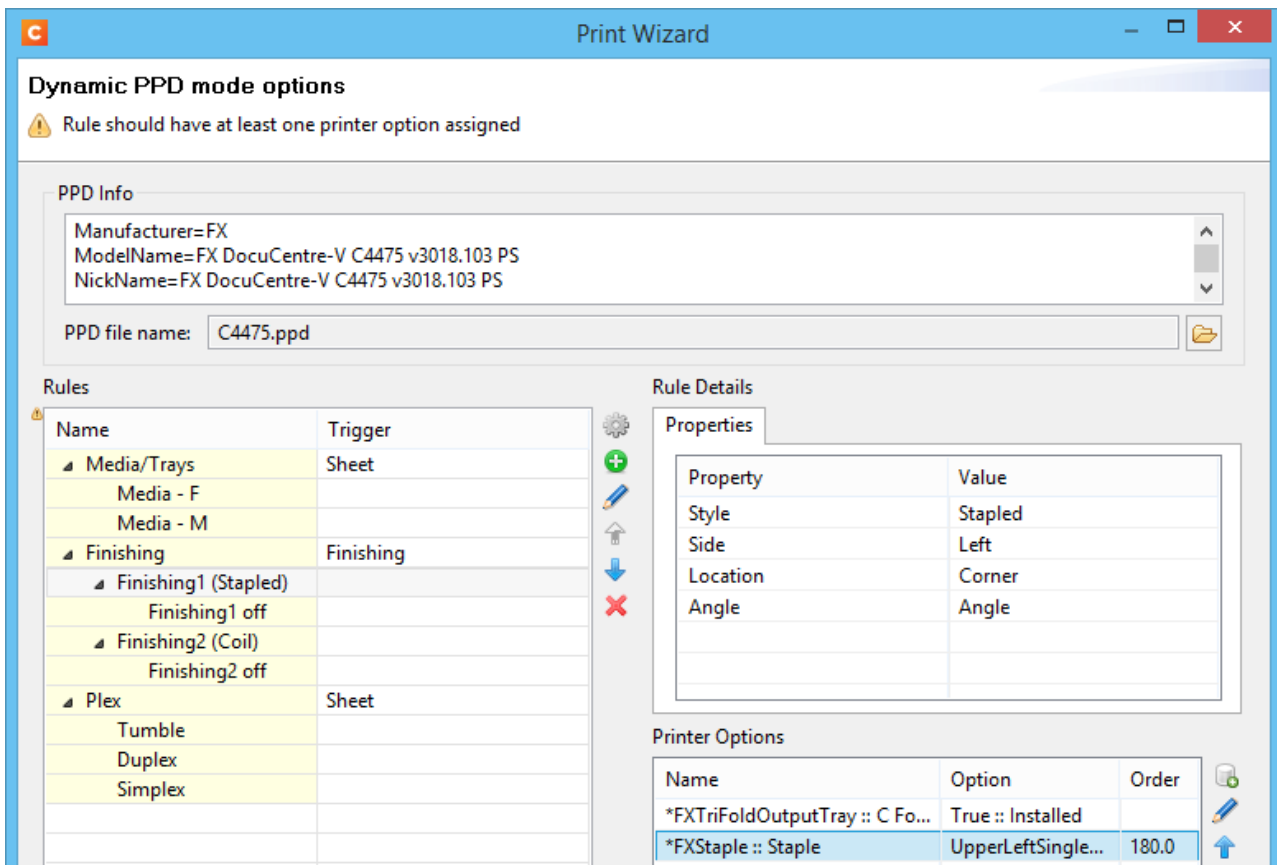 C
Print Wizard
Dynamic PPD mode options
Rule should have at least one printer option assigned
PPD Info
Manufacturer=FX
ModelName=FX DocuCentre-V C4475 v3018.103 PS
NickName=FX DocuCentre-V C4475 v3018.103 PS
PPD file name: C4475.ppd
Rules
Name Trigger
Media/Trays Sheet
Media - F
Media - M
Finishing Finishing
Finishing1 (Stapled)
Finishing1 off
Finishing2 (Coil)
Finishing2 off
Plex Sheet
Tumble
Duplex
Simplex
Rule Details
Properties
Property Value
Style Stapled
Side Left
Location Corner
Angle Angle
Printer Options
Name Option Order
*FXTriFoldOutputTray :: C Fo... True :: Installed
*FXStaple :: Staple UpperLeftSingle... 180.0